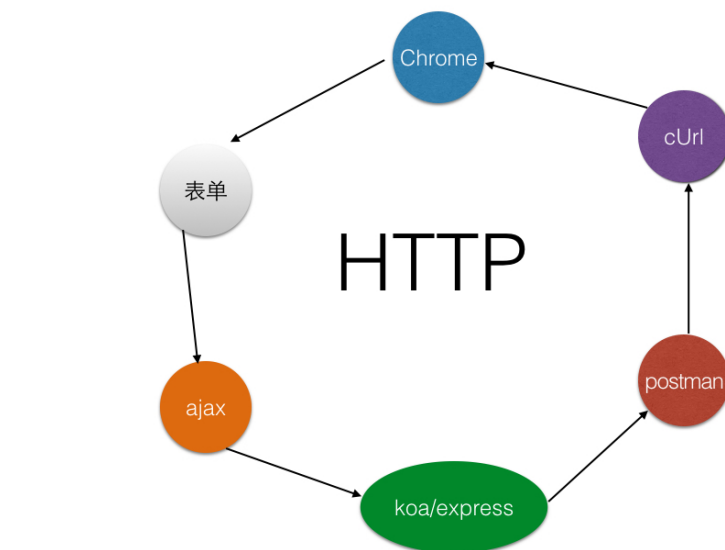 Chrome
cUrl
表单
HTTP
postman
ajax
koa/express